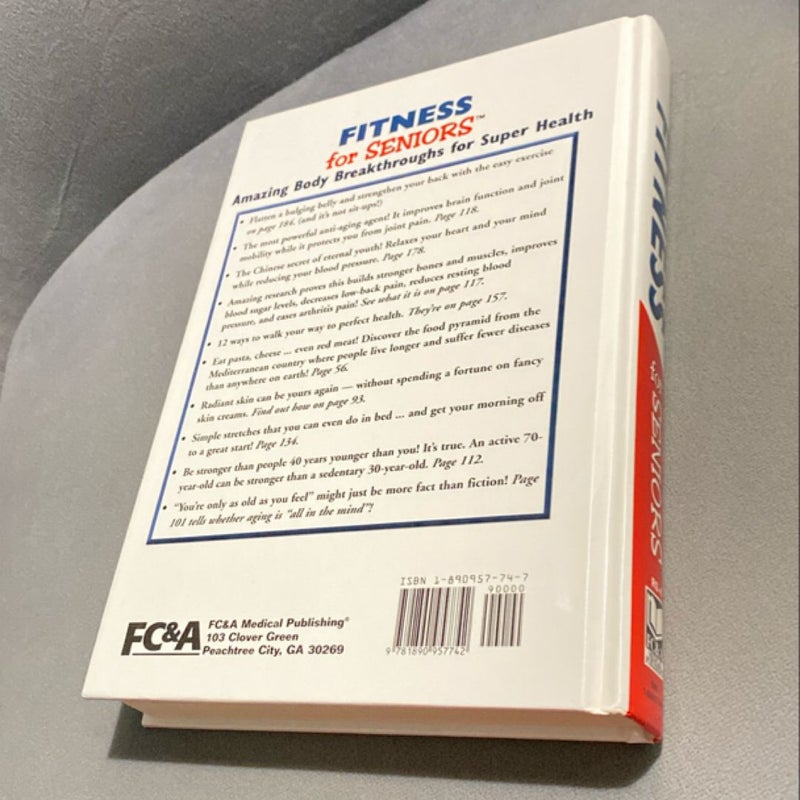 FITNESS
for SENIORS™
Amazing Body Breakthroughs for Super Health
• Flatten a bulging belly and strengthen your back with the easy exercise
on page 184. (and it's not sit-ups!)
• The most powerful anti-aging agent! It improves brain function and joint
mobility while it protects you from joint pain. Page 118.
• The Chinese secret of eternal youth! Relaxes your heart and your mind
while reducing your blood pressure. Page 178.
• Amazing research proves this builds stronger bones and muscles, improves
blood sugar levels, decreases low-back pain, reduces resting blood
pressure, and eases arthritis pain! See what it is on page 117.
• 12 ways to walk your way to perfect health. They're on page 157.
• Eat pasta, cheese ... even red meat! Discover the food pyramid from the
Mediterranean country where people live longer and suffer fewer diseases
than anywhere on earth! Page 56.
• Radiant skin can be yours again — without spending a fortune on fancy
skin creams. Find out how on page 93.
• Simple stretches that you can even do in bed ... and get your morning off
to a great start! Page 134.
• Be stronger than people 40 years younger than you! It's true. An active 70-
year-old can be stronger than a sedentary 30-year-old. Page 112.
• "You're only as old as you feel" might just be more fact than fiction! Page
101 tells whether aging is "all in the mind"!
FC&A
FC&A Medical Publishing®
103 Clover Green
Peachtree City, GA 30269
ISBN 1-890957-74-7
90000
9 781890 957742
FITNESS
for SENIORS